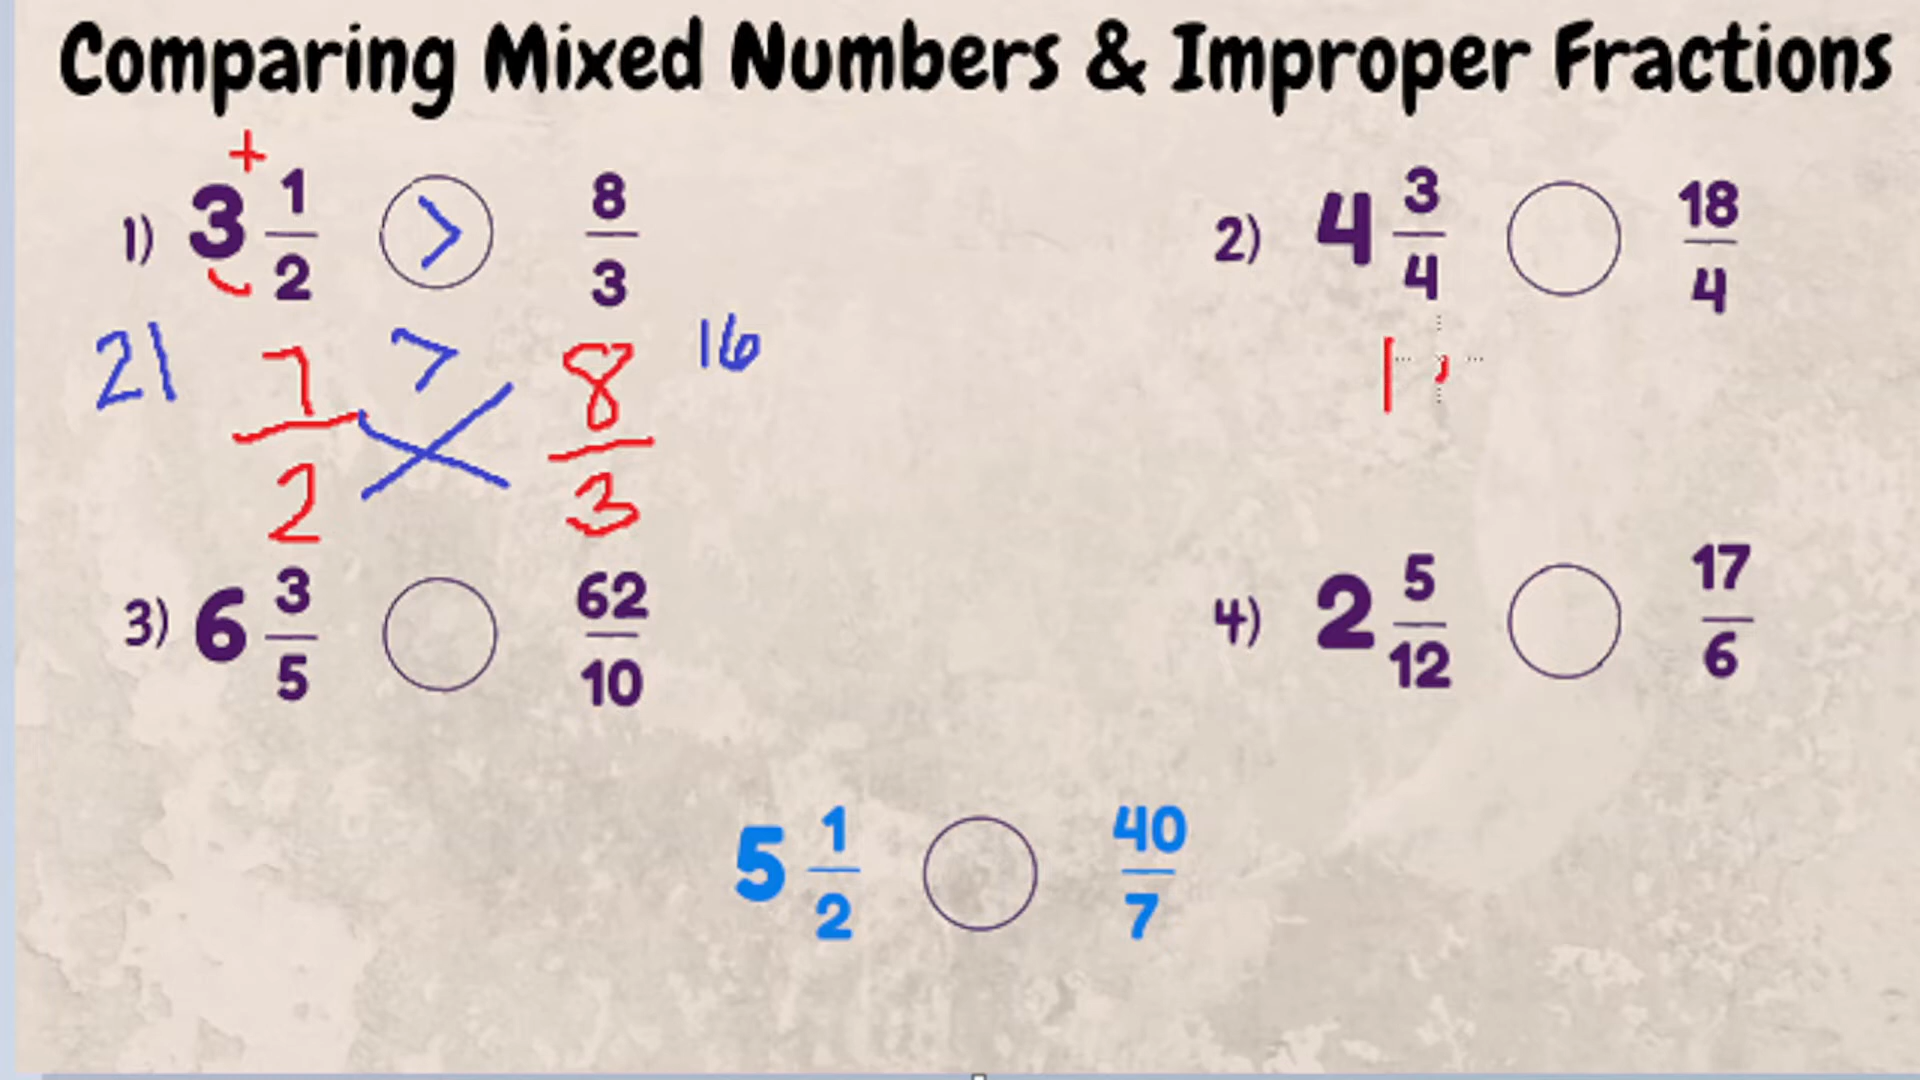 Comparing Mixed Numbers & Improper Fractions
+
1) 3 1/2 > 8/3
2) 4 3/4 18/4
21 7/2 > 8/3 16
1
3) 6 3/5 62/10
4) 2 5/12 17/6
5 1/2 40/7